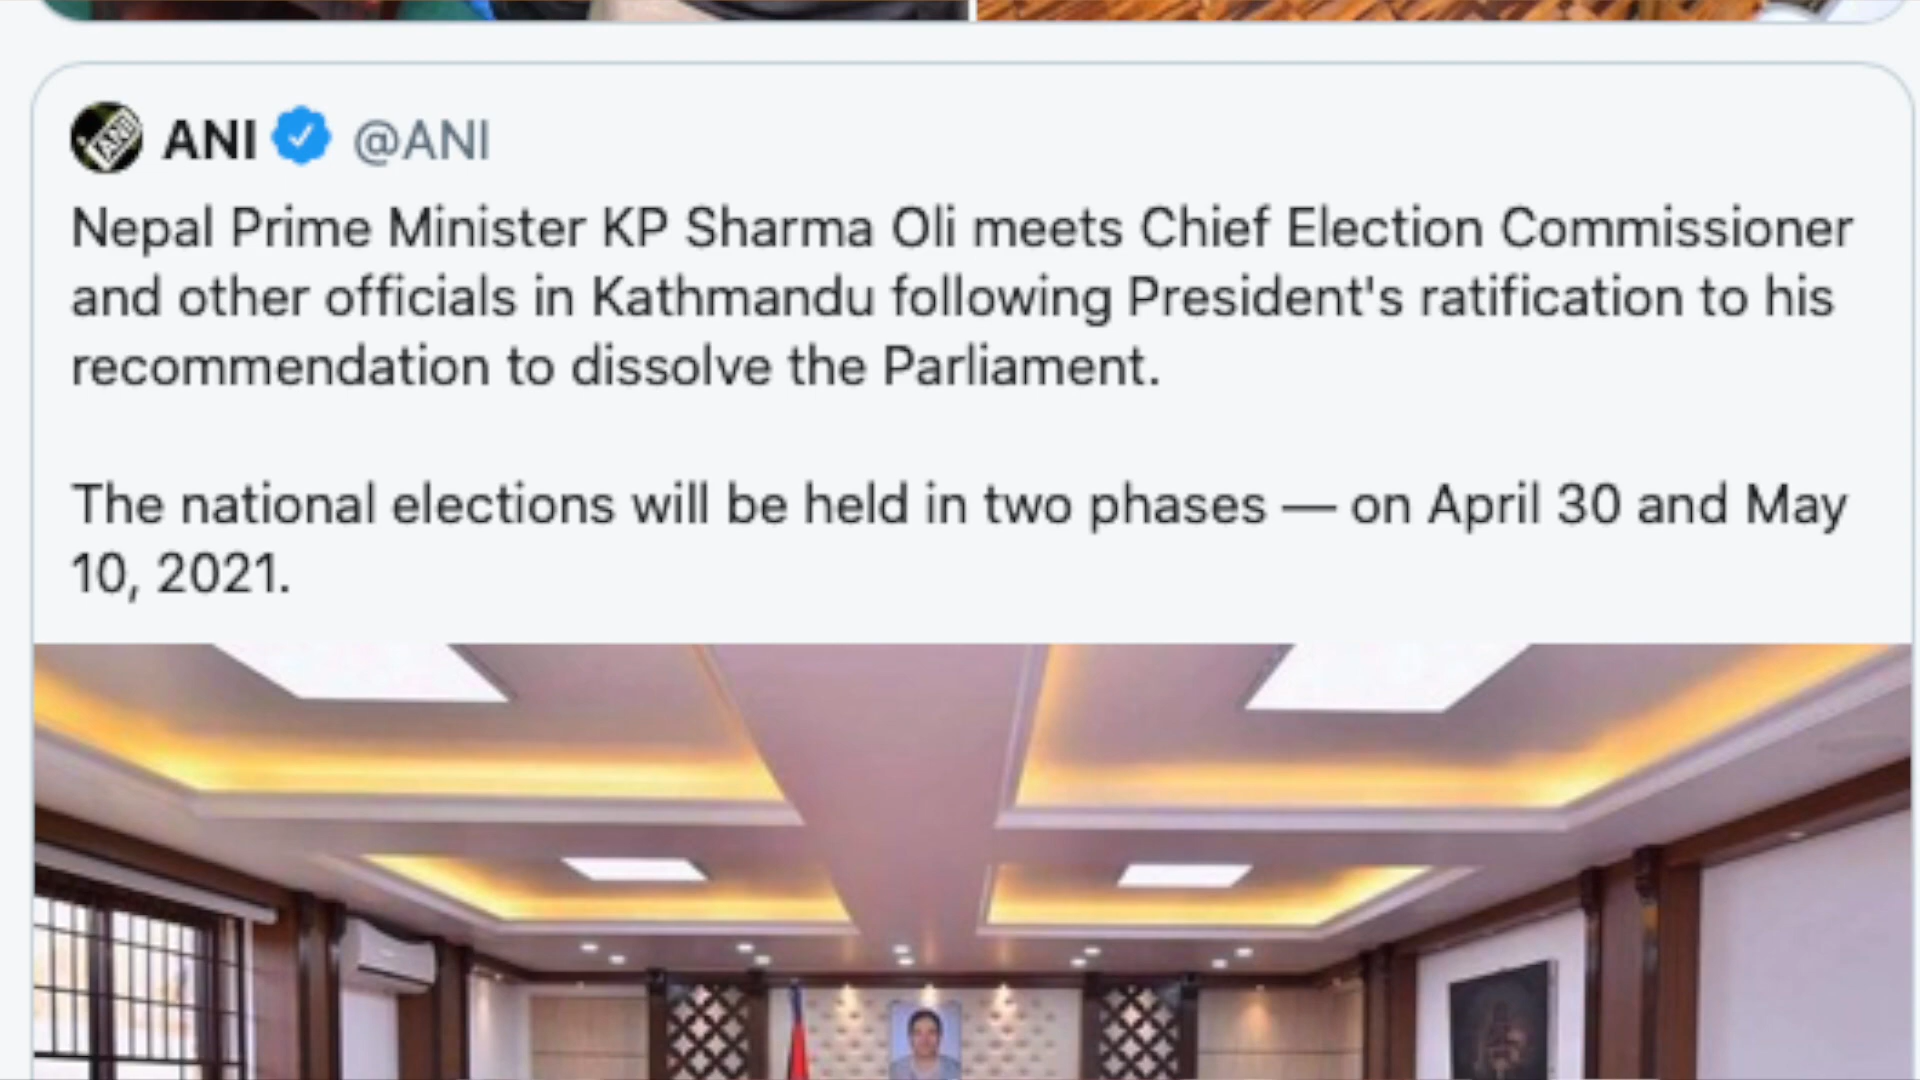 ANI @ANI
Nepal Prime Minister KP Sharma Oli meets Chief Election Commissioner
and other officials in Kathmandu following President's ratification to his
recommendation to dissolve the Parliament.
The national elections will be held in two phases — on April 30 and May
10, 2021.
ANI